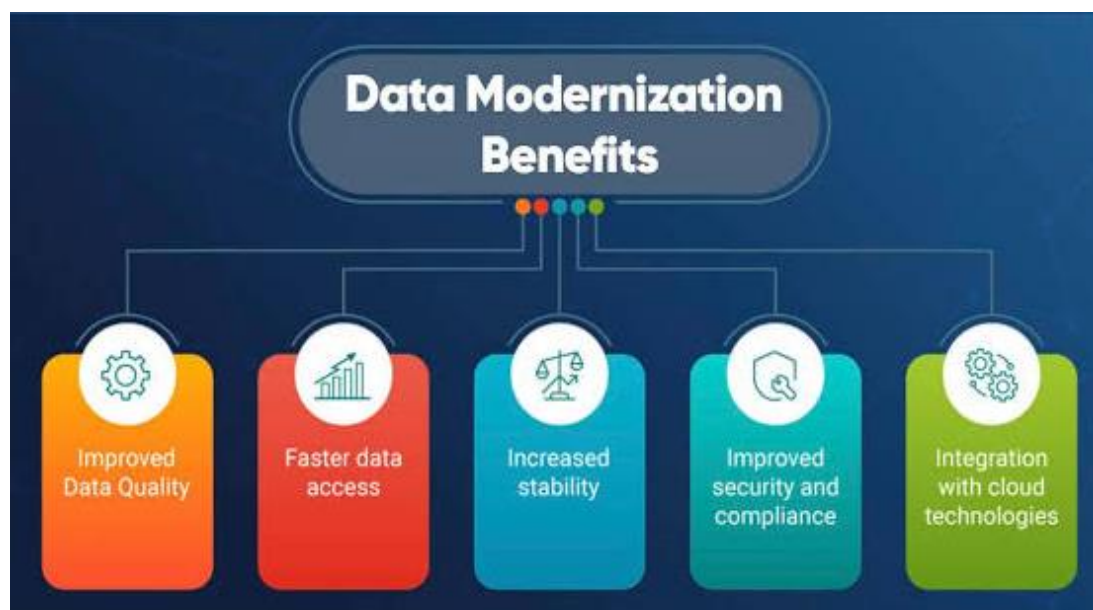 Data Modernization
Benefits
Improved
Data Quality
Faster data
access
Increased
stability
Improved
security and
compliance
Integration
with cloud
technologies